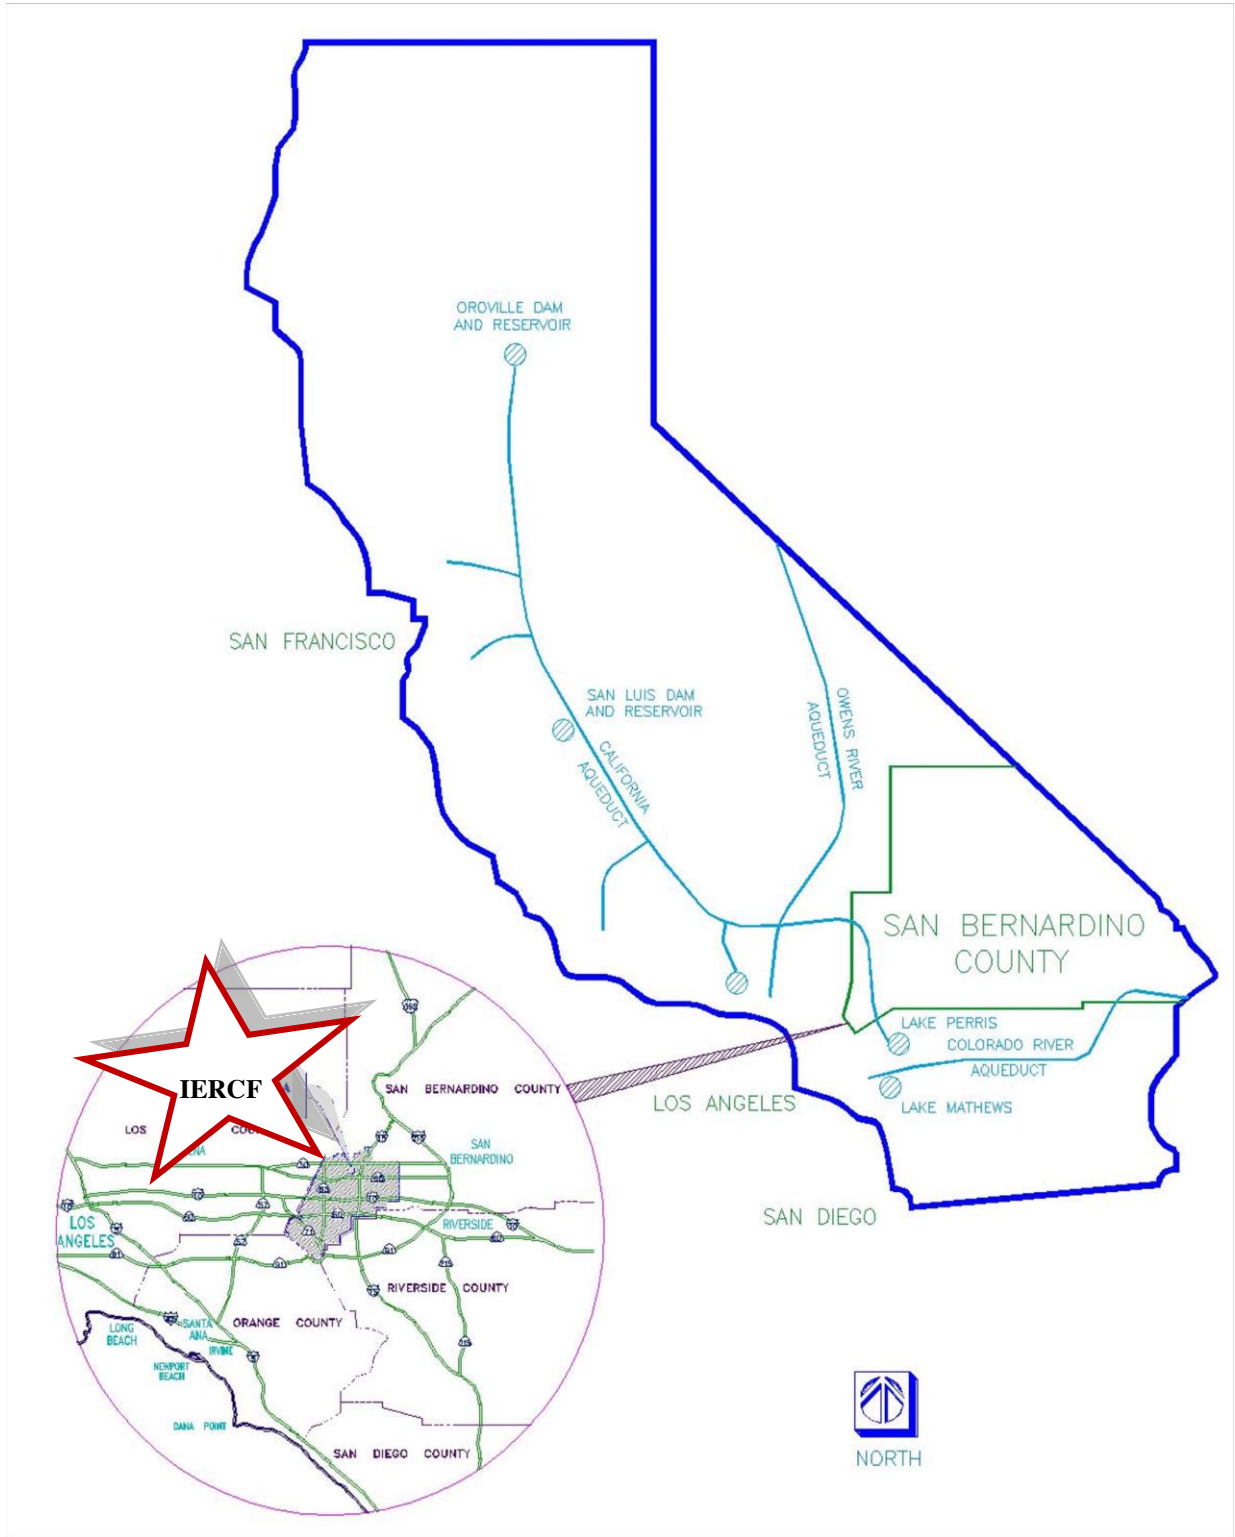 OROVILLE DAM
AND RESERVOIR
SAN FRANCISCO
SAN LUIS DAM
AND RESERVOIR
CALIFORNIA
AQUEDUCT
OWENS RIVER
AQUEDUCT
SAN BERNARDINO
COUNTY
LAKE PERRIS
COLORADO RIVER
AQUEDUCT
LAKE MATHEWS
LOS ANGELES
SAN DIEGO
IERCF
SAN BERNARDINO COUNTY
LOS
SAN
BERNARDINO
LOS
ANGELES
RIVERSIDE
RIVERSIDE COUNTY
ORANGE COUNTY
LONG
BEACH
SANTA
ANA
IRVINE
NEWPORT
BEACH
DANA POINT
SAN DIEGO COUNTY
NORTH